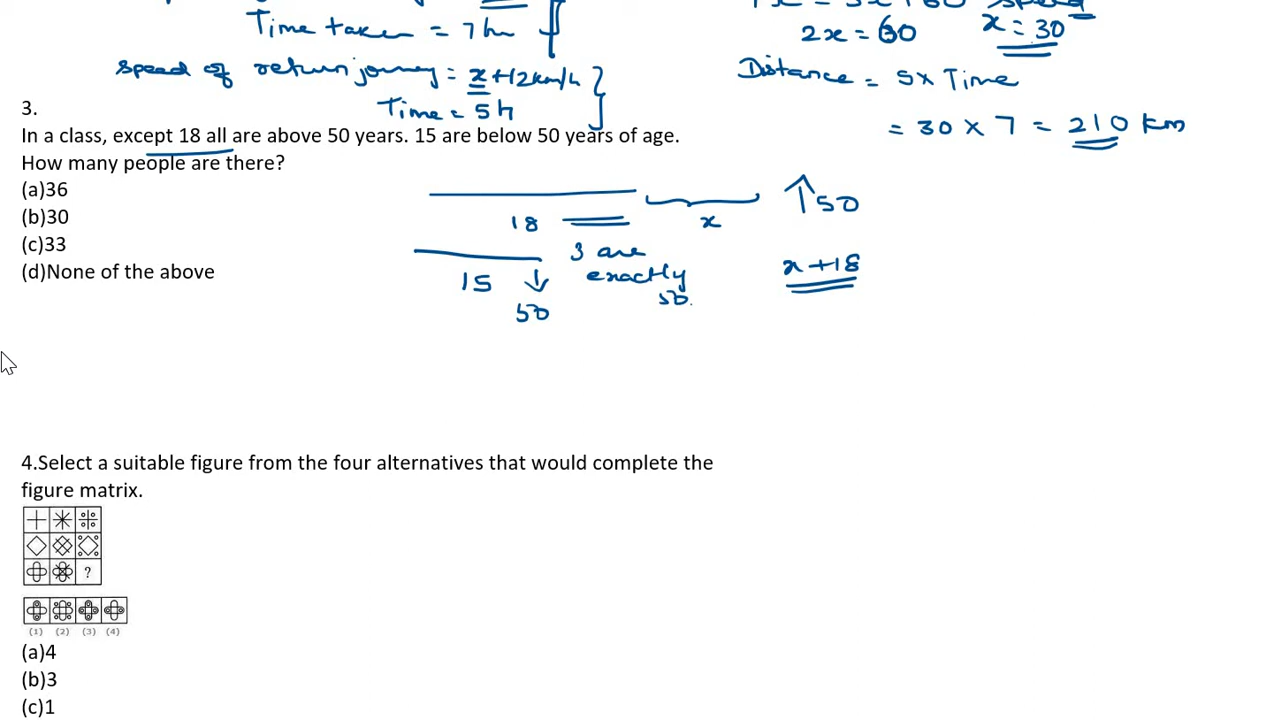 Time taken = 7 hr
2x = 60
x = 30
speed of return journey = x+12km/h
Time = 5h
Distance = S x Time
= 30 x 7 = 210 km
3.
In a class, except 18 all are above 50 years. 15 are below 50 years of age.
How many people are there?
(a)36
(b)30
(c)33
(d)None of the above
18
x
↑50
15 ↓
50
3 are
exactly
50.
x+18
4.Select a suitable figure from the four alternatives that would complete the
figure matrix.
?
(1) (2) (3) (4)
(a)4
(b)3
(c)1